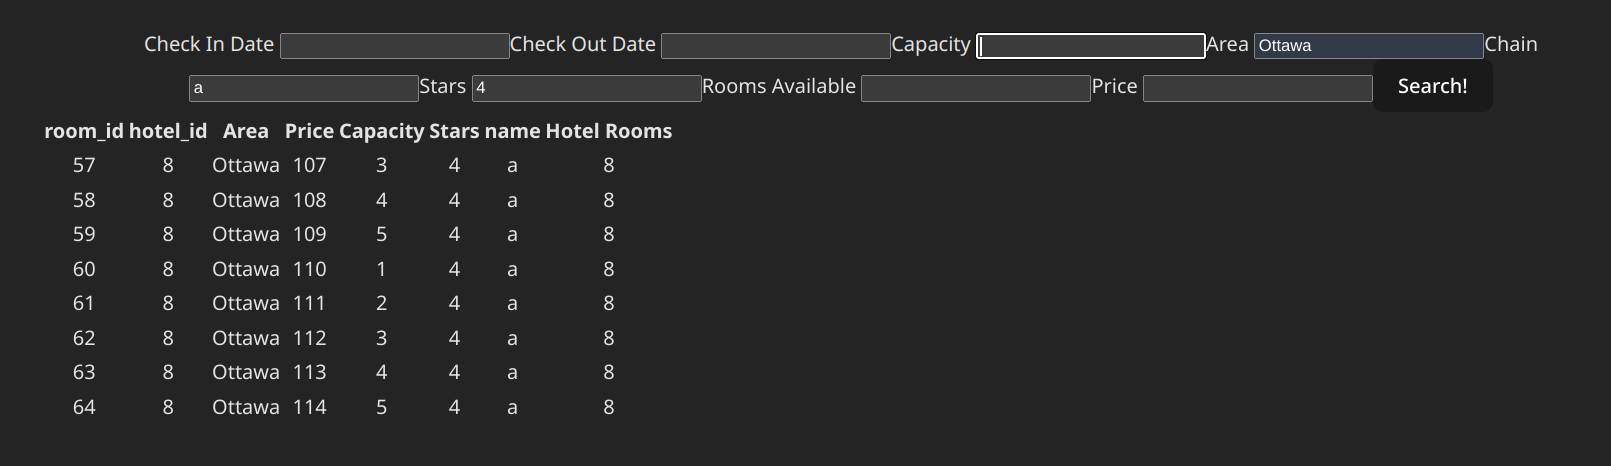 Check In Date Check Out Date Capacity Area Ottawa Chain
a Stars 4 Rooms Available Price Search!
room_id hotel_id Area Price Capacity Stars name Hotel Rooms
57 8 Ottawa 107 3 4 a 8
58 8 Ottawa 108 4 4 a 8
59 8 Ottawa 109 5 4 a 8
60 8 Ottawa 110 1 4 a 8
61 8 Ottawa 111 2 4 a 8
62 8 Ottawa 112 3 4 a 8
63 8 Ottawa 113 4 4 a 8
64 8 Ottawa 114 5 4 a 8